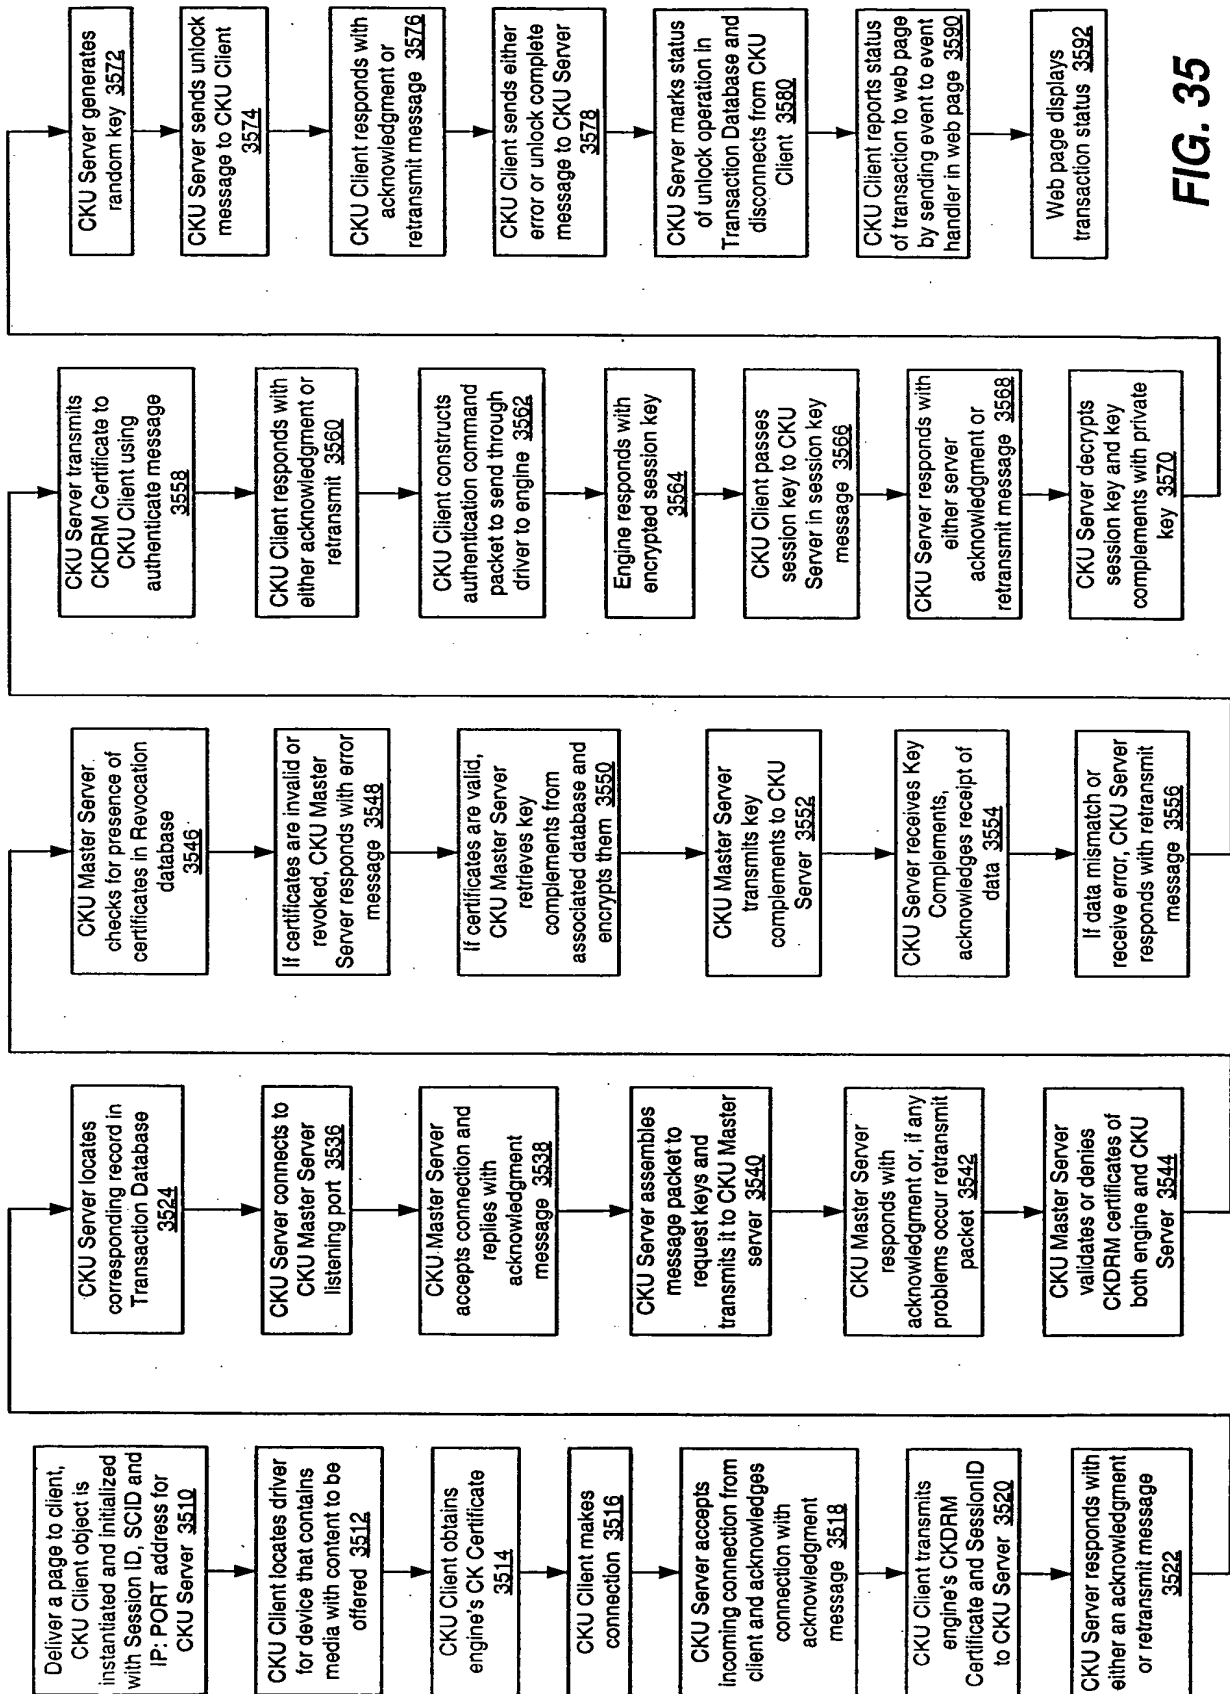 Deliver a page to client,
CKU Client object is
instantiated and initialized
with Session ID, SCID and
IP: PORT address for
CKU Server 3510
CKU Client locates driver
for device that contains
media with content to be
offered 3512
CKU Client obtains
engine's CK Certificate
3514
CKU Client makes
connection 3516
CKU Server accepts
incoming connection from
client and acknowledges
connection with
acknowledgment
message 3518
CKU Client transmits
engine's CKDRM
Certificate and SessionID
to CKU Server 3520
CKU Server responds with
either an acknowledgment
or retransmit message
3522
CKU Server locates
corresponding record in
Transaction Database
3524
CKU Server connects to
CKU Master Server
listening port 3536
CKU Master Server
accepts connection and
replies with
acknowledgment
message 3538
CKU Server assembles
message packet to
request keys and
transmits it to CKU Master
server 3540
CKU Master Server
responds with
acknowledgment or, if any
problems occur retransmit
packet 3542
CKU Master Server
validates or denies
CKDRM certificates of
both engine and CKU
Server 3544
CKU Master Server
checks for presence of
certificates in Revocation
database
3546
If certificates are invalid or
revoked, CKU Master
Server responds with error
message 3548
If certificates are valid,
CKU Master Server
retrieves key
complements from
associated database and
encrypts them 3550
CKU Master Server
transmits key
complements to CKU
Server 3552
CKU Server receives Key
Complements,
acknowledges receipt of
data 3554
If data mismatch or
receive error, CKU Server
responds with retransmit
message 3556
CKU Server transmits
CKDRM Certificate to
CKU Client using
authenticate message
3558
CKU Client responds with
either acknowledgment or
retransmit 3560
CKU Client constructs
authentication command
packet to send through
driver to engine 3562
Engine responds with
encrypted session key
3564
CKU Client passes
session key to CKU
Server in session key
message 3566
CKU Server responds with
either server
acknowledgment or
retransmit message 3568
CKU Server decrypts
session key and key
complements with private
key 3570
CKU Server generates
random key 3572
CKU Server sends unlock
message to CKU Client
3574
CKU Client responds with
acknowledgment or
retransmit message 3576
CKU Client sends either
error or unlock complete
message to CKU Server
3578
CKU Server marks status
of unlock operation in
Transaction Database and
disconnects from CKU
Client 3580
CKU Client reports status
of transaction to web page
by sending event to event
handler in web page 3590
Web page displays
transaction status 3592
FIG. 35